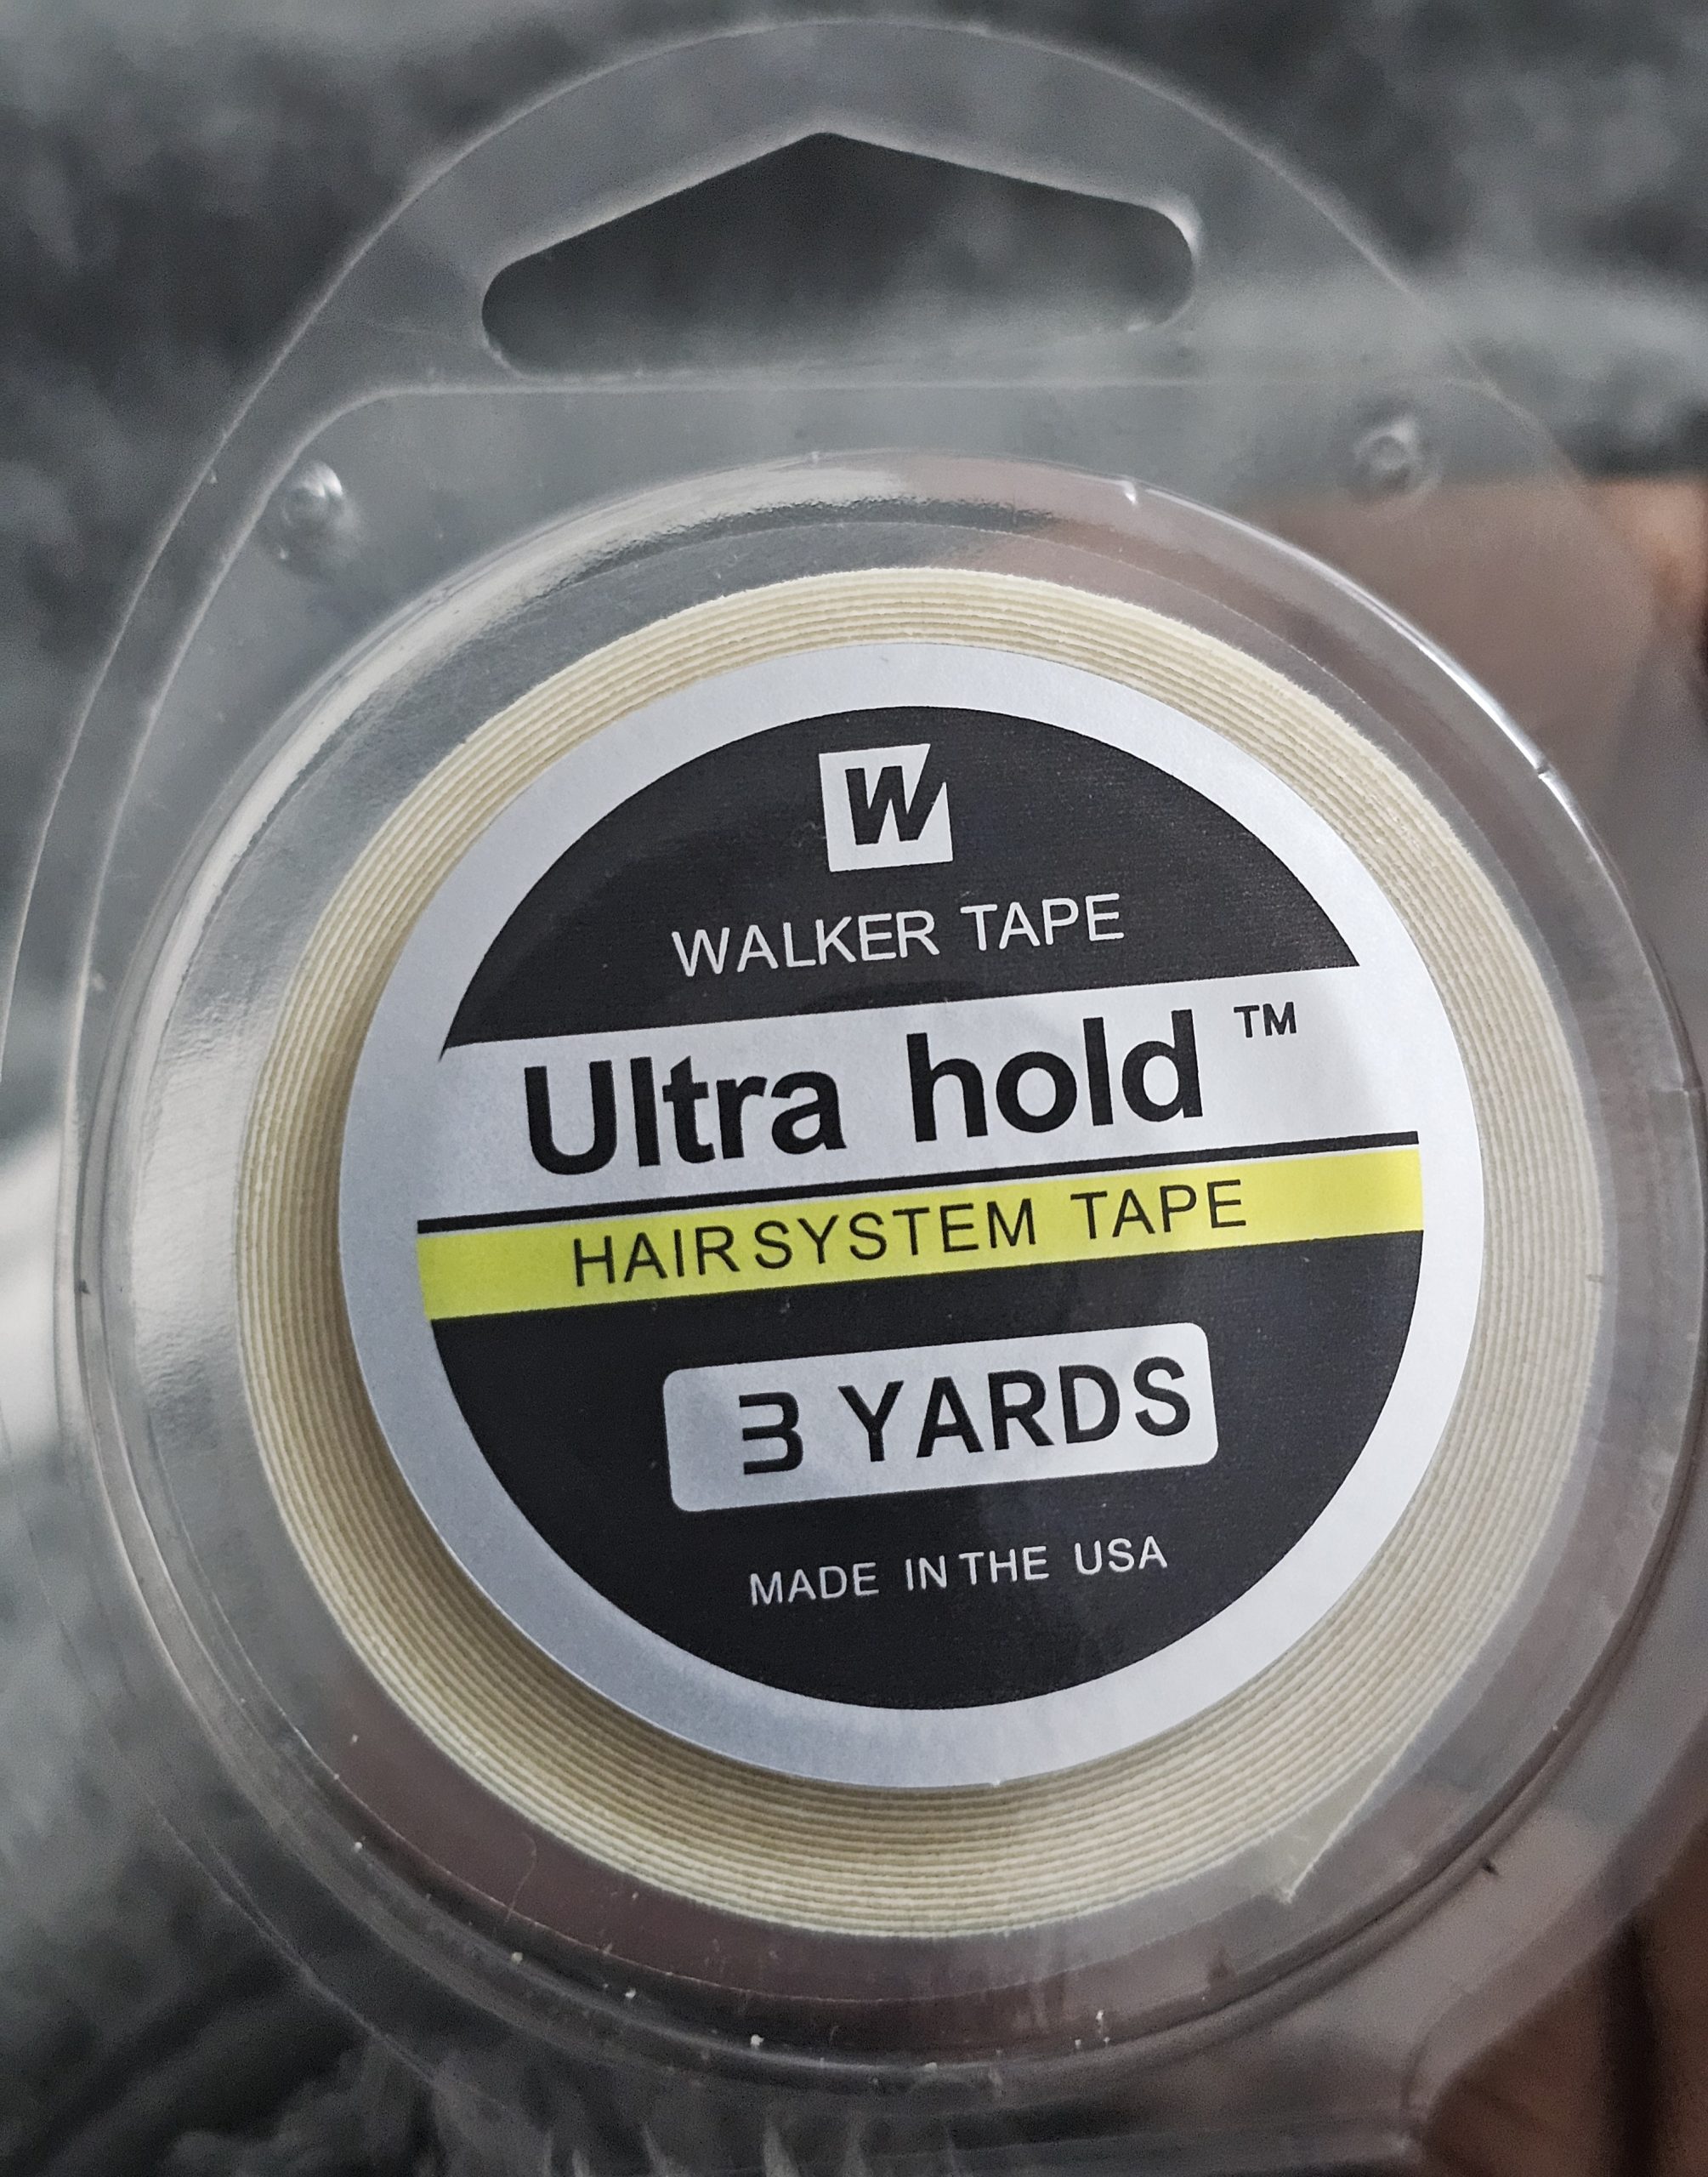 W
WALKER TAPE
Ultra hold ™
HAIRSYSTEM TAPE
3 YARDS
MADE IN THE USA